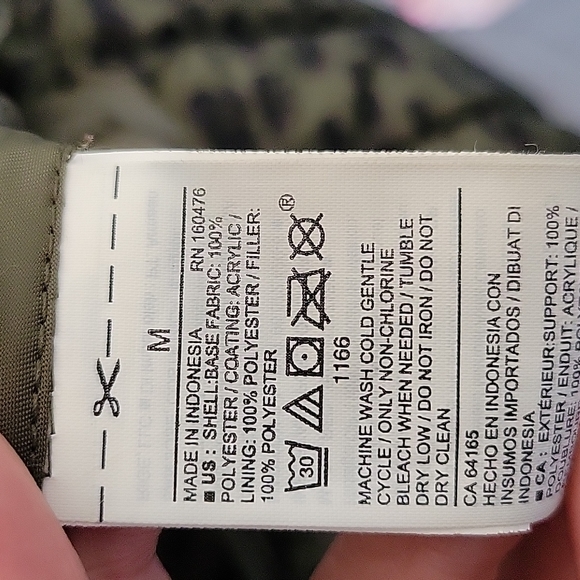 M
MADE IN INDONESIA RN 160476
■ US : SHELL:BASE FABRIC: 100%
POLYESTER / COATING: ACRYLIC /
LINING: 100% POLYESTER / FILLER:
100% POLYESTER
30 ®
1166
MACHINE WASH COLD GENTLE
CYCLE / ONLY NON-CHLORINE
BLEACH WHEN NEEDED / TUMBLE
DRY LOW / DO NOT IRON / DO NOT
DRY CLEAN
CA 64165
HECHO EN INDONESIA CON
INSUMOS IMPORTADOS / DIBUAT DI
INDONESIA
■ CA : EXTÉRIEUR:SUPPORT: 100%
POLYESTER / ENDUIT: ACRYLIQUE /